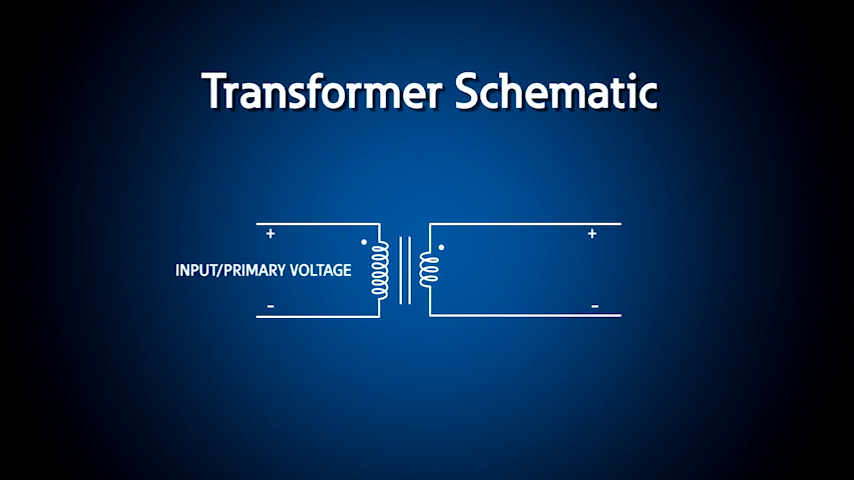 Transformer Schematic
+ +
INPUT/PRIMARY VOLTAGE
- -